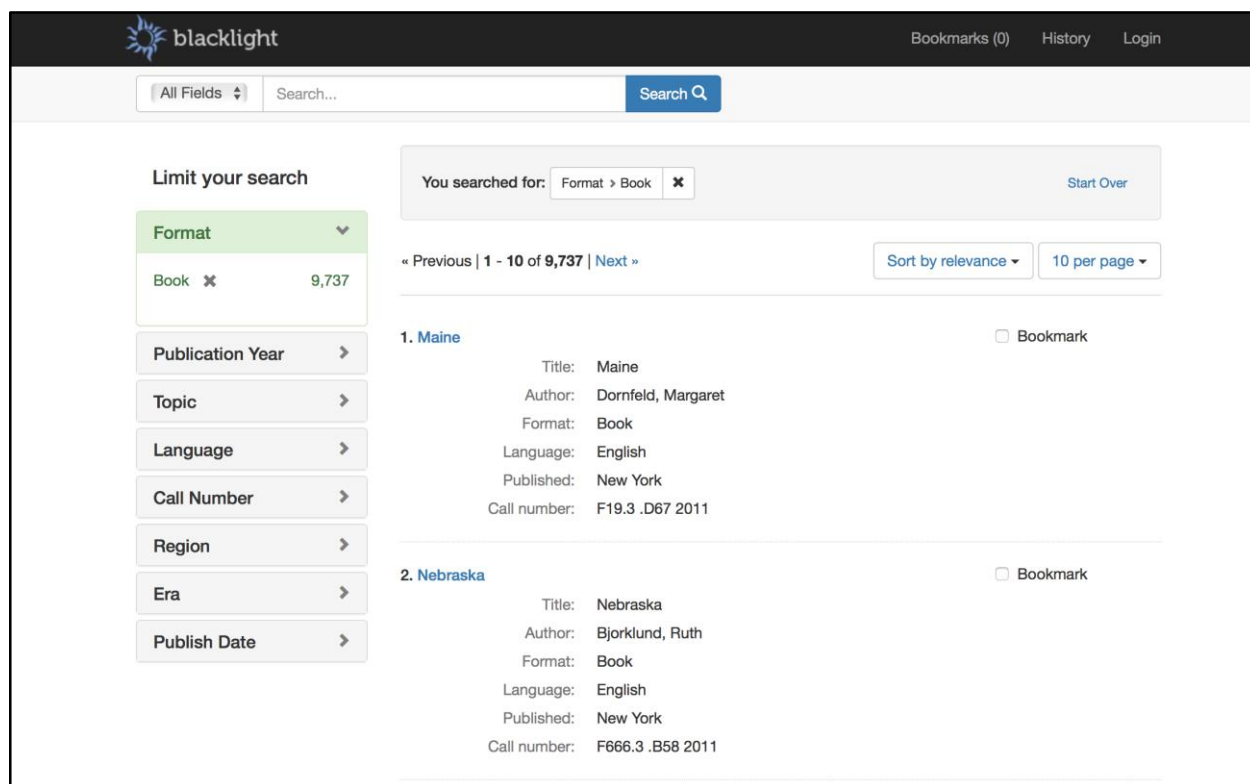 blacklight Bookmarks (0) History Login
All Fields Search... Search
Limit your search
Format
Book ✖ 9,737
Publication Year
Topic
Language
Call Number
Region
Era
Publish Date
You searched for: Format > Book ✖ Start Over
« Previous | 1 - 10 of 9,737 | Next » Sort by relevance 10 per page
1. Maine Bookmark
Title: Maine
Author: Dornfeld, Margaret
Format: Book
Language: English
Published: New York
Call number: F19.3 .D67 2011
2. Nebraska Bookmark
Title: Nebraska
Author: Bjorklund, Ruth
Format: Book
Language: English
Published: New York
Call number: F666.3 .B58 2011